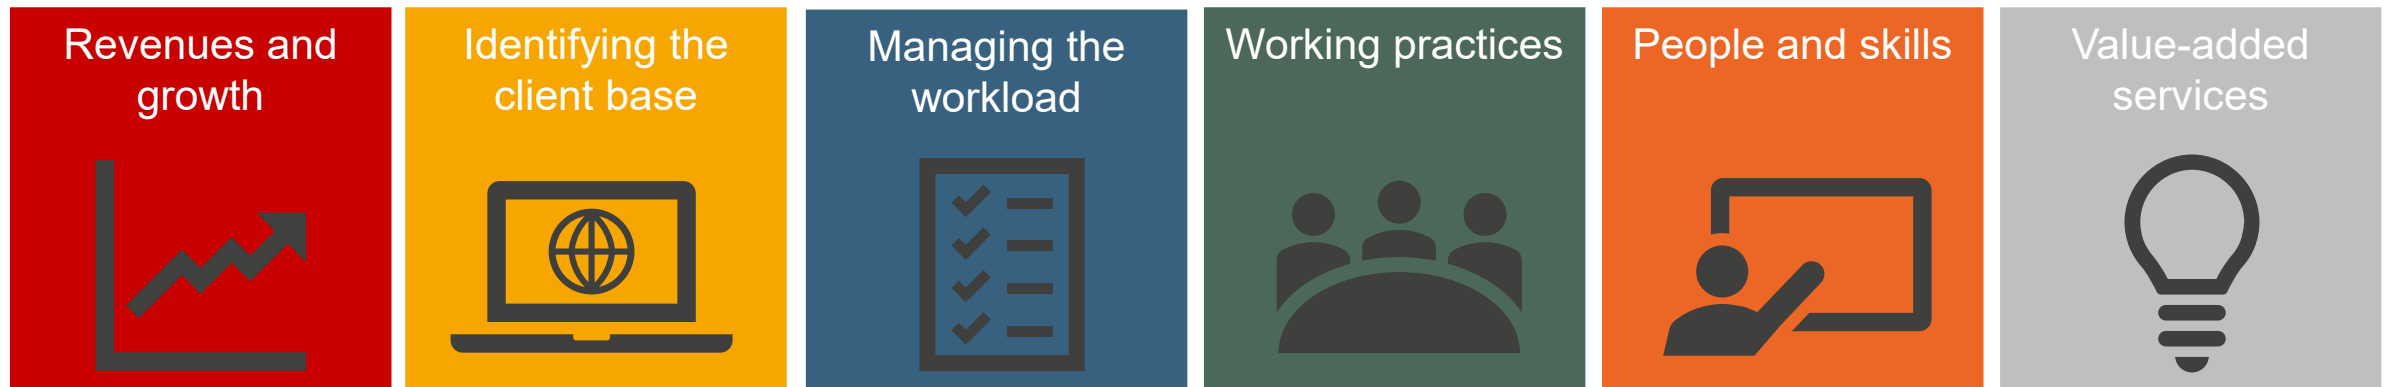 Revenues and
growth
Identifying the
client base
Managing the
workload
Working practices
People and skills
Value-added
services